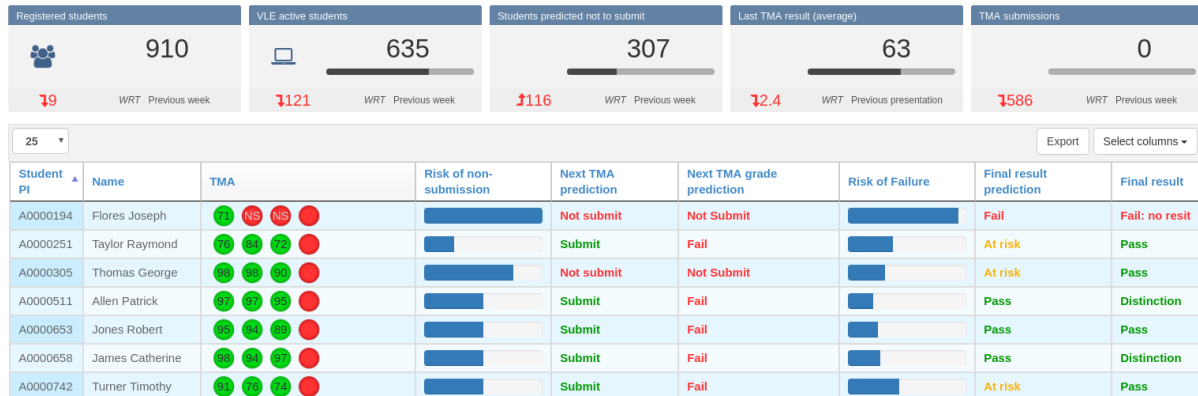 Registered students VLE active students Students predicted not to submit Last TMA result (average) TMA submissions
910 635 307 63 0
9 WRT Previous week 121 WRT Previous week 116 WRT Previous week 2.4 WRT Previous presentation 586 WRT Previous week
25 Export Select columns
Student PI Name TMA Risk of non-submission Next TMA prediction Next TMA grade prediction Risk of Failure Final result prediction Final result
A0000194 Flores Joseph 71 NS NS Not submit Not Submit Fail Fail: no resit
A0000251 Taylor Raymond 76 84 72 Submit Fail At risk Pass
A0000305 Thomas George 98 98 90 Not submit Not Submit At risk Pass
A0000511 Allen Patrick 97 97 95 Submit Fail Pass Distinction
A0000653 Jones Robert 95 94 89 Submit Fail Pass Pass
A0000658 James Catherine 98 94 97 Submit Fail Pass Distinction
A0000742 Turner Timothy 91 76 74 Submit Fail At risk Pass